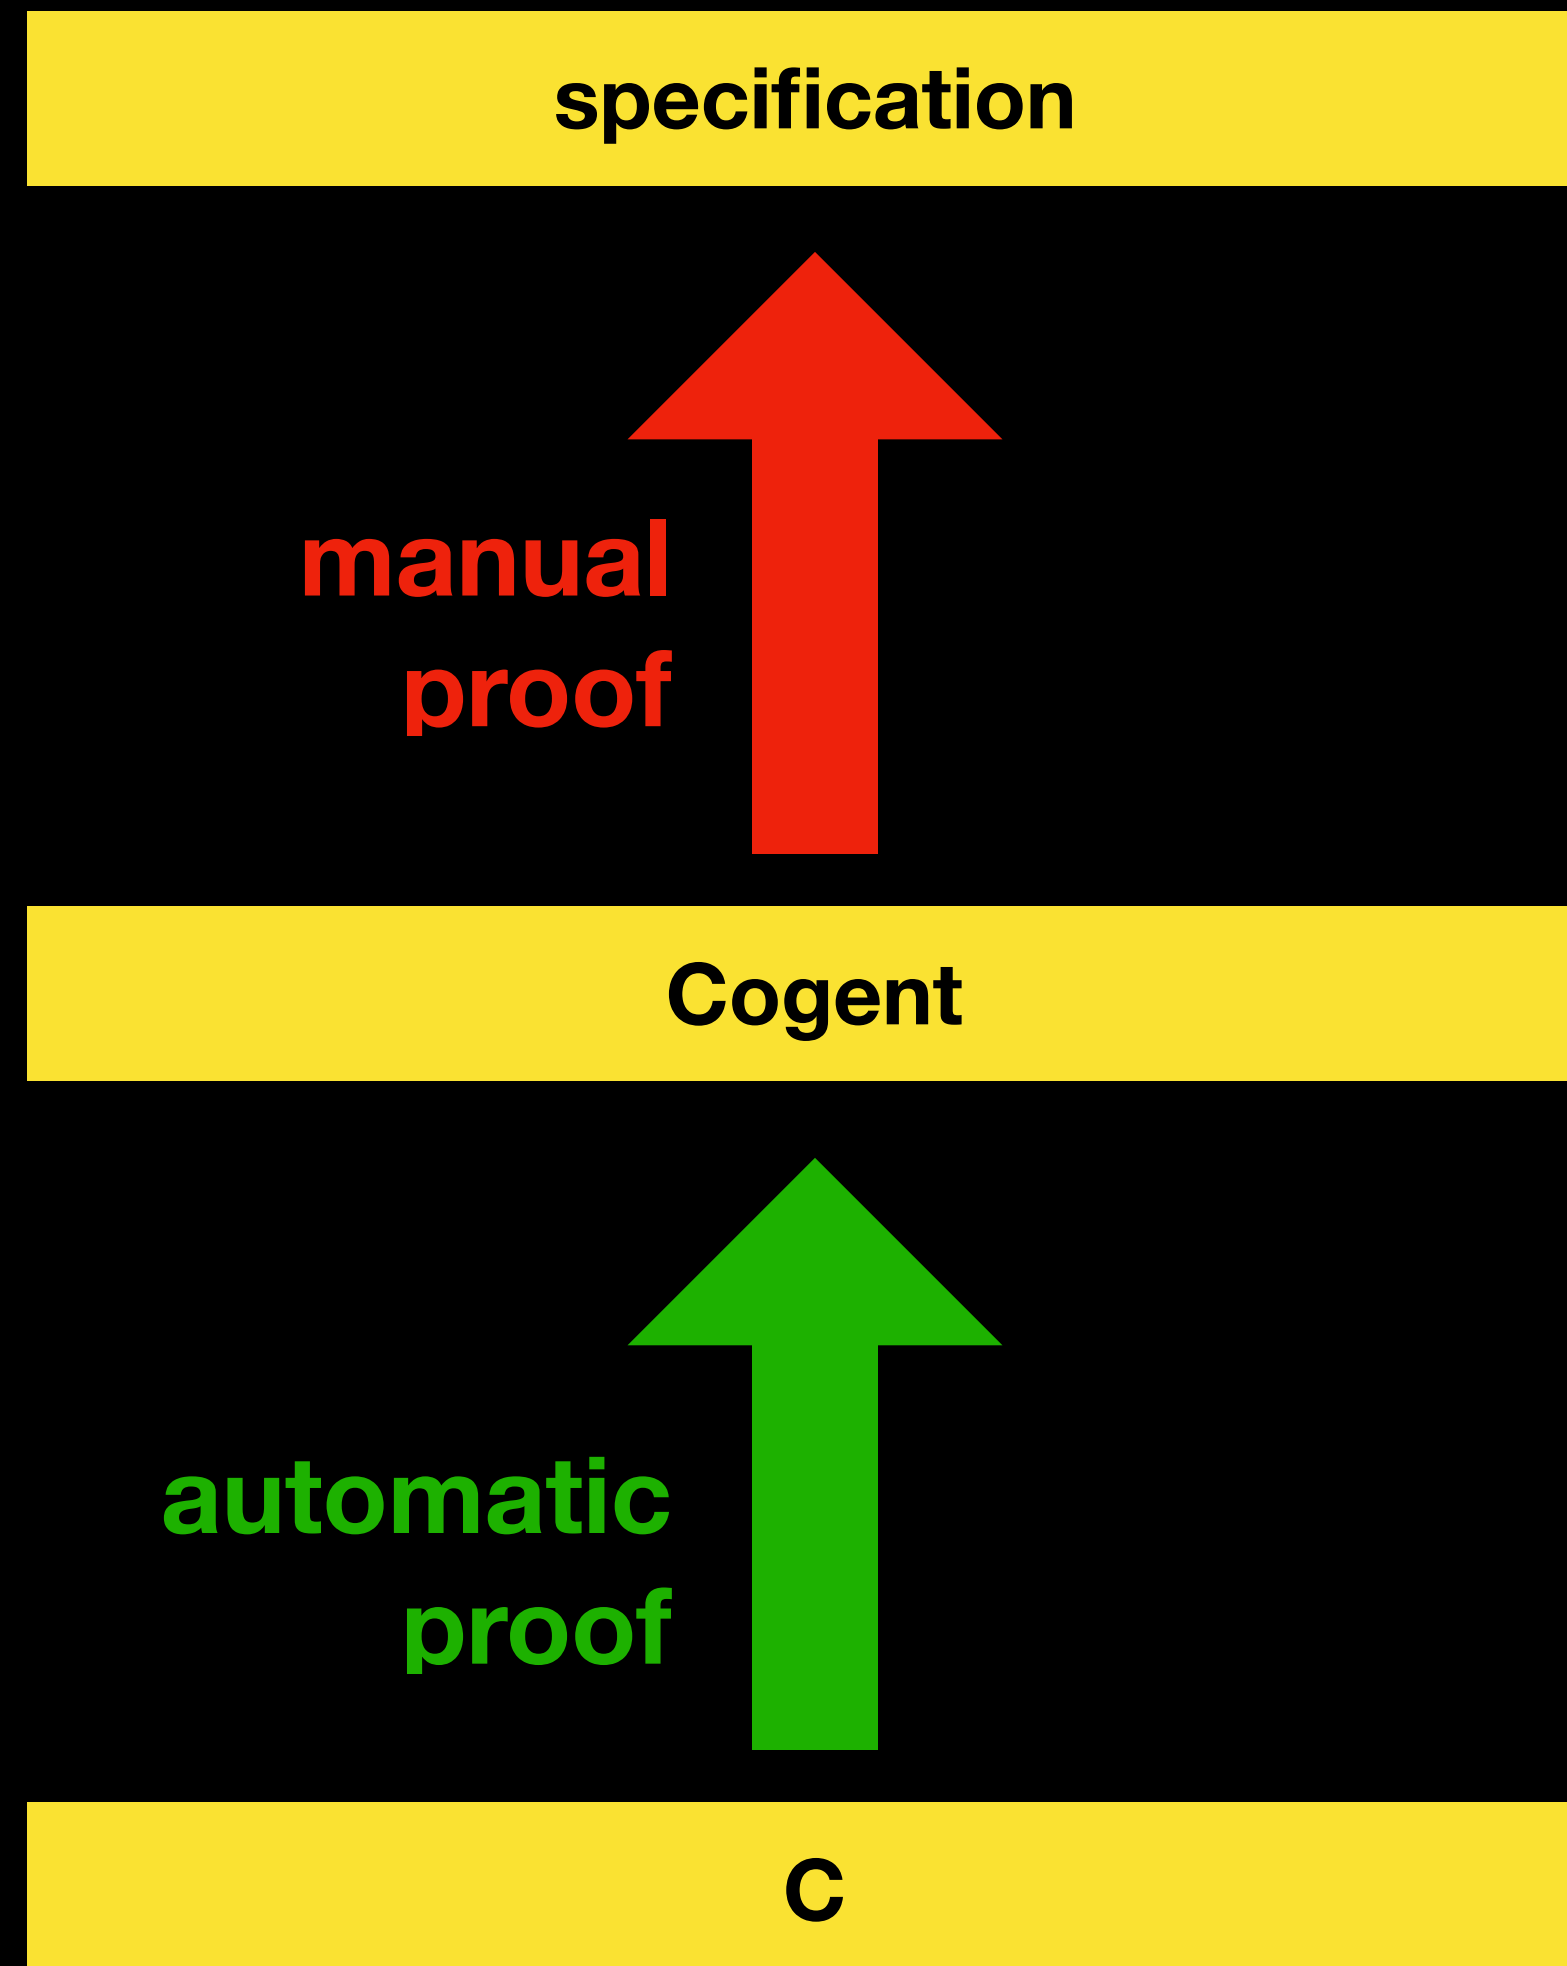 specification
manual
proof
Cogent
automatic
proof
C